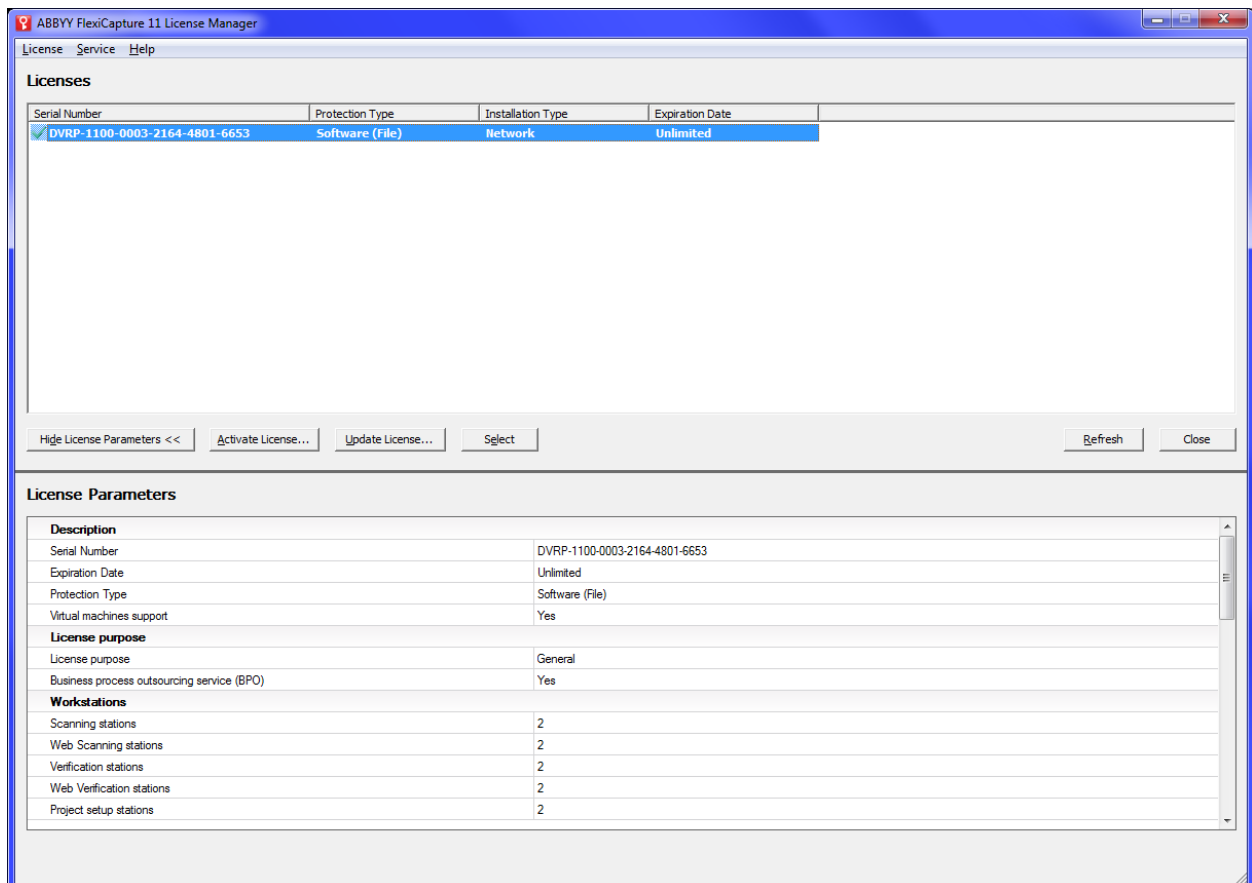 ABBYY FlexiCapture 11 License Manager
License Service Help
Licenses
Serial Number Protection Type Installation Type Expiration Date
DVRP-1100-0003-2164-4801-6653 Software (File) Network Unlimited
Hide License Parameters << Activate License... Update License... Select Refresh Close
License Parameters
Description
Serial Number DVRP-1100-0003-2164-4801-6653
Expiration Date Unlimited
Protection Type Software (File)
Virtual machines support Yes
License purpose
License purpose General
Business process outsourcing service (BPO) Yes
Workstations
Scanning stations 2
Web Scanning stations 2
Verification stations 2
Web Verification stations 2
Project setup stations 2